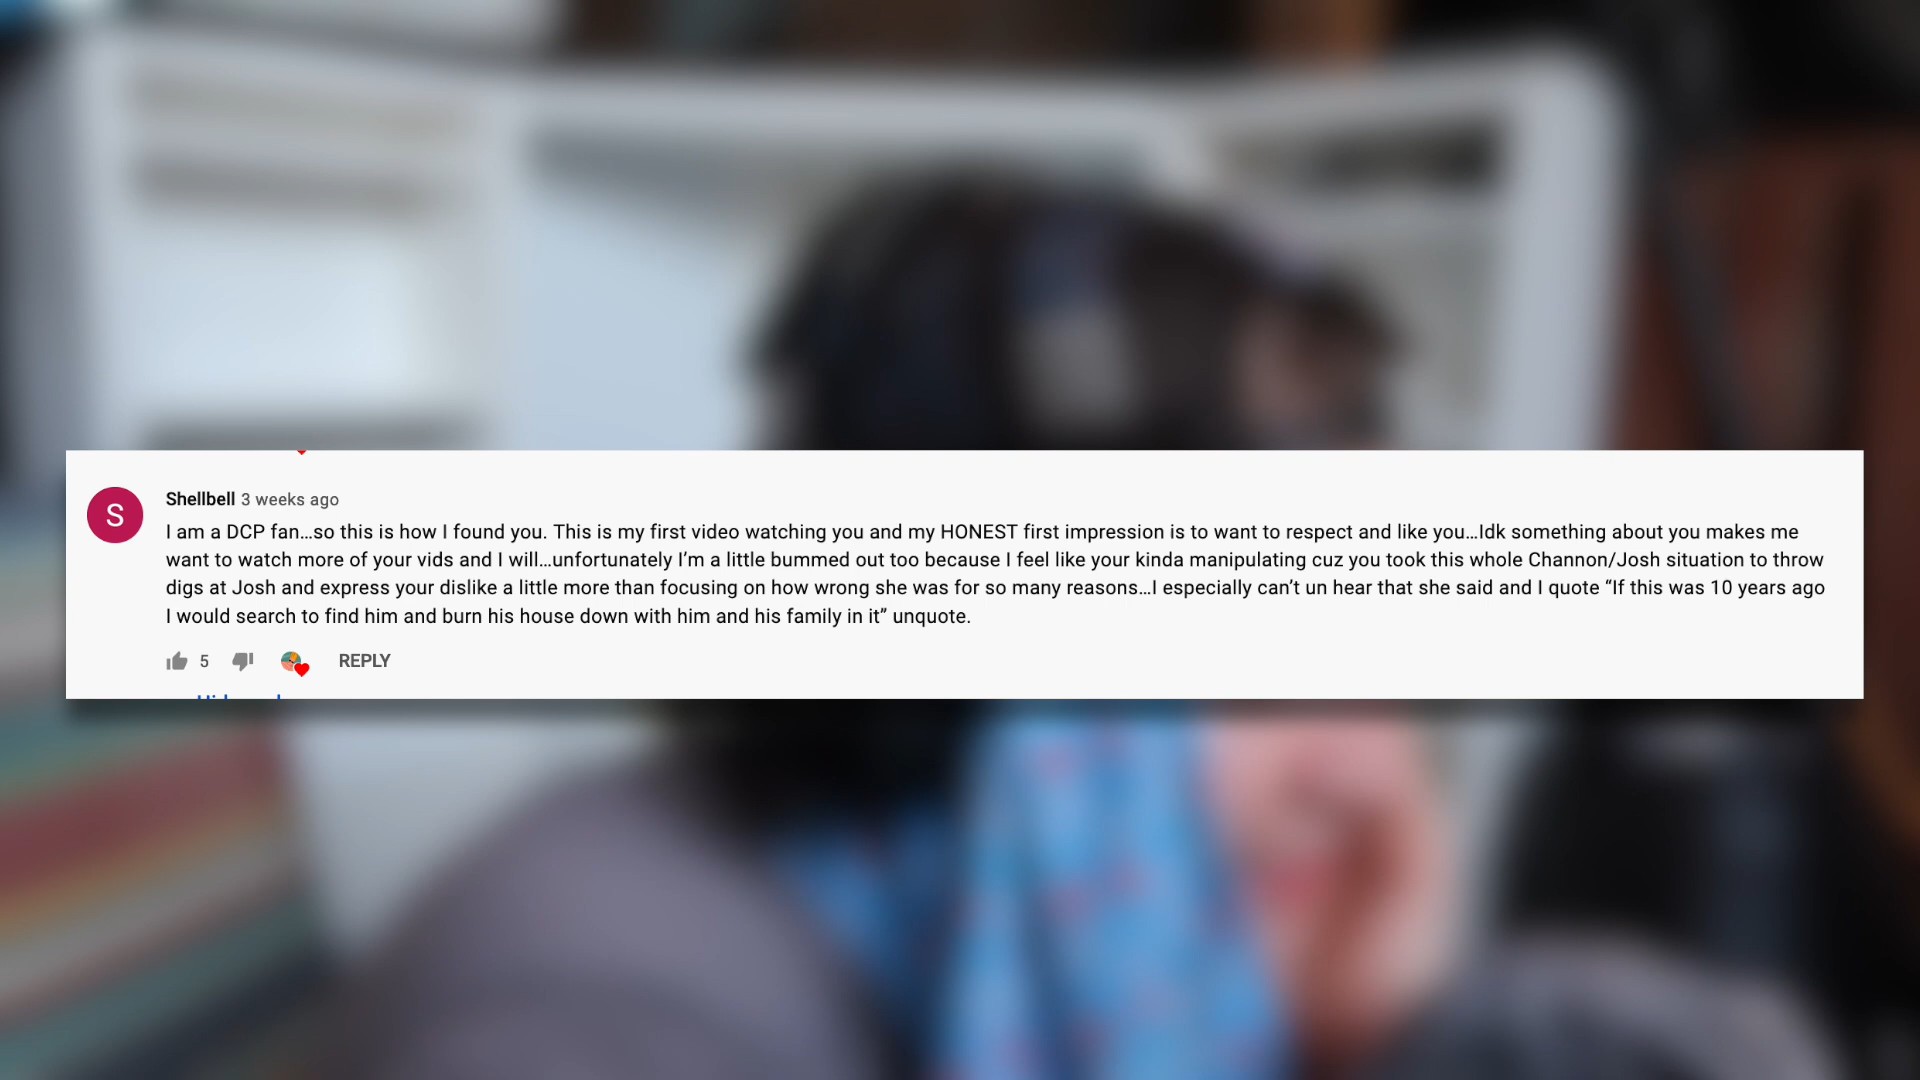 S
Shellbell 3 weeks ago
I am a DCP fan...so this is how I found you. This is my first video watching you and my HONEST first impression is to want to respect and like you...Idk something about you makes me
want to watch more of your vids and I will...unfortunately I’m a little bummed out too because I feel like your kinda manipulating cuz you took this whole Channon/Josh situation to throw
digs at Josh and express your dislike a little more than focusing on how wrong she was for so many reasons...I especially can’t un hear that she said and I quote “If this was 10 years ago
I would search to find him and burn his house down with him and his family in it” unquote.
5 REPLY